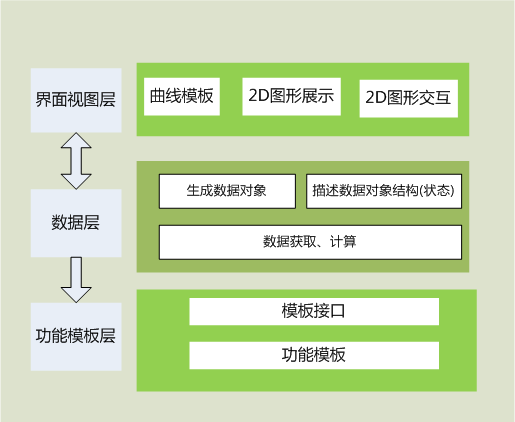 界面视图层
曲线模板
2D图形展示
2D图形交互
数据层
生成数据对象
描述数据对象结构(状态)
数据获取、计算
功能模板层
模板接口
功能模板